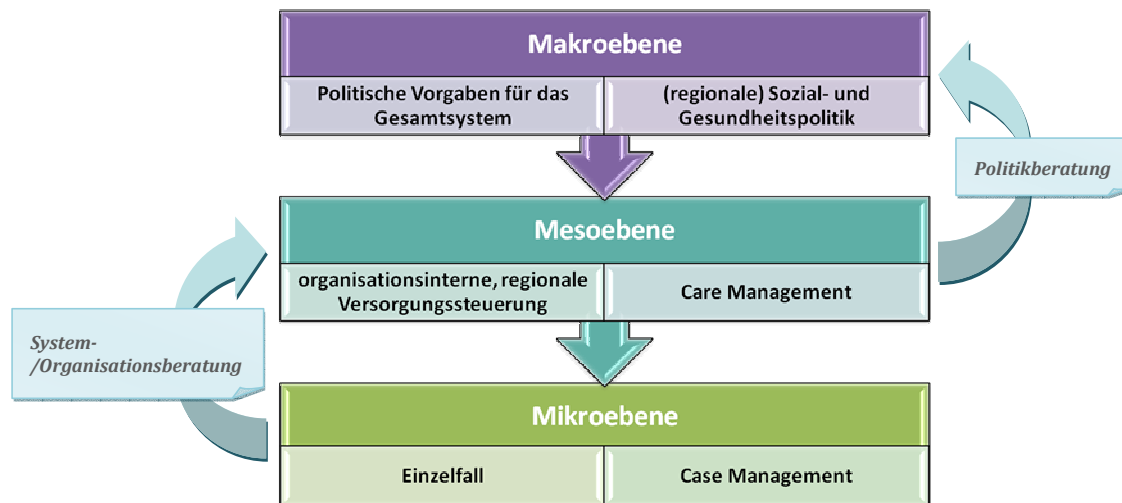 Makroebene
Politische Vorgaben für das
Gesamtsystem
(regionale) Sozial- und
Gesundheitspolitik
Politikberatung
Mesoebene
organisationsinterne, regionale
Versorgungssteuerung
Care Management
System-
/Organisationsberatung
Mikroebene
Einzelfall
Case Management